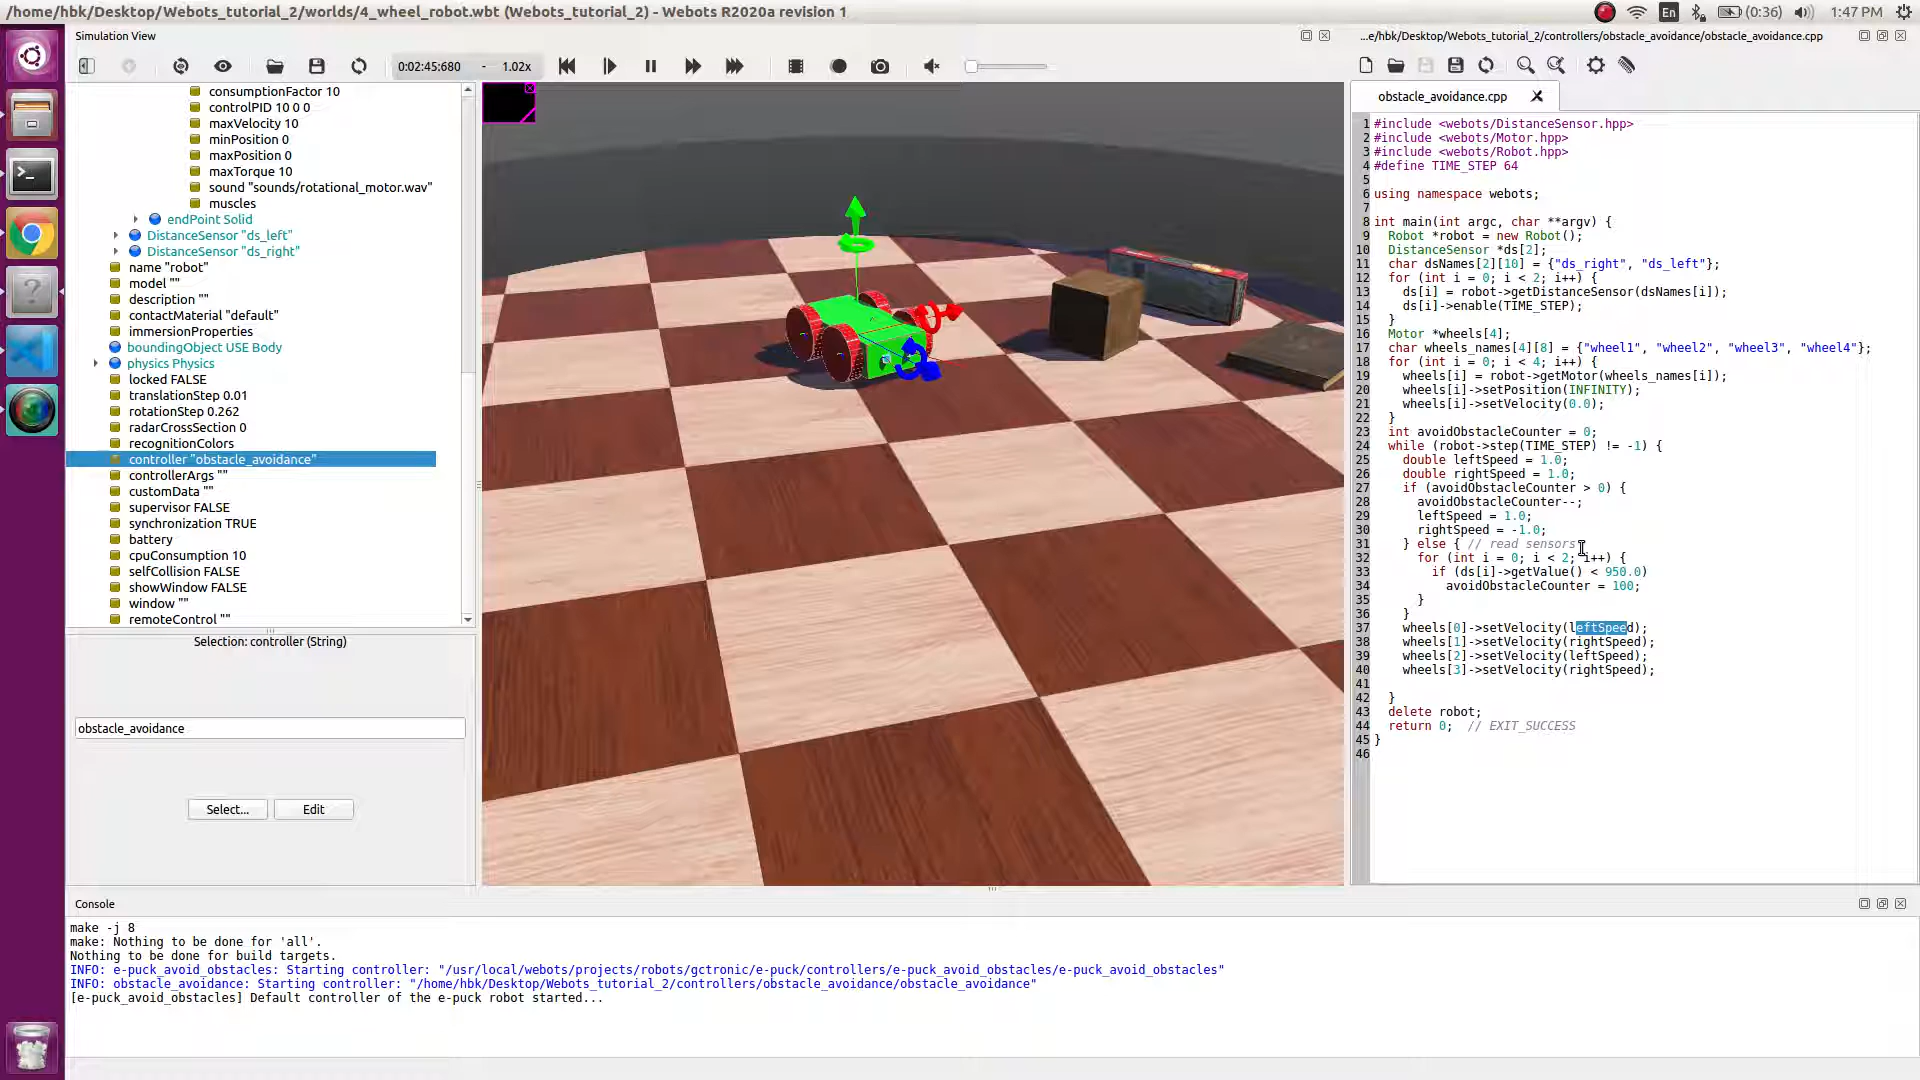 /home/hbk/Desktop/Webots_tutorial_2/worlds/4_wheel_robot.wbt (Webots_tutorial_2) - Webots R2020a revision 1
En
(0:36)
1:47 PM
Simulation View
0:02:45:680 - 1.02x
consumptionFactor 10
controlPID 10 0 0
maxVelocity 10
minPosition 0
maxPosition 0
maxTorque 10
sound "sounds/rotational_motor.wav"
muscles
endPoint Solid
DistanceSensor "ds_left"
DistanceSensor "ds_right"
name "robot"
model ""
description ""
contactMaterial "default"
immersionProperties
boundingObject USE Body
physics Physics
locked FALSE
translationStep 0.01
rotationStep 0.262
radarCrossSection 0
recognitionColors
controller "obstacle_avoidance"
controllerArgs ""
customData ""
supervisor FALSE
synchronization TRUE
battery
cpuConsumption 10
selfCollision FALSE
showWindow FALSE
window ""
remoteControl ""
Selection: controller (String)
obstacle_avoidance
Select...
Edit
...e/hbk/Desktop/Webots_tutorial_2/controllers/obstacle_avoidance/obstacle_avoidance.cpp
obstacle_avoidance.cpp
1 #include <webots/DistanceSensor.hpp>
2 #include <webots/Motor.hpp>
3 #include <webots/Robot.hpp>
4 #define TIME_STEP 64
5
6 using namespace webots;
7
8 int main(int argc, char **argv) {
9 Robot *robot = new Robot();
10 DistanceSensor *ds[2];
11 char dsNames[2][10] = {"ds_right", "ds_left"};
12 for (int i = 0; i < 2; i++) {
13 ds[i] = robot->getDistanceSensor(dsNames[i]);
14 ds[i]->enable(TIME_STEP);
15 }
16 Motor *wheels[4];
17 char wheels_names[4][8] = {"wheel1", "wheel2", "wheel3", "wheel4"};
18 for (int i = 0; i < 4; i++) {
19 wheels[i] = robot->getMotor(wheels_names[i]);
20 wheels[i]->setPosition(INFINITY);
21 wheels[i]->setVelocity(0.0);
22 }
23 int avoidObstacleCounter = 0;
24 while (robot->step(TIME_STEP) != -1) {
25 double leftSpeed = 1.0;
26 double rightSpeed = 1.0;
27 if (avoidObstacleCounter > 0) {
28 avoidObstacleCounter--;
29 leftSpeed = 1.0;
30 rightSpeed = -1.0;
31 } else { // read sensors
32 for (int i = 0; i < 2; i++) {
33 if (ds[i]->getValue() < 950.0)
34 avoidObstacleCounter = 100;
35 }
36 }
37 wheels[0]->setVelocity(leftSpeed);
38 wheels[1]->setVelocity(rightSpeed);
39 wheels[2]->setVelocity(leftSpeed);
40 wheels[3]->setVelocity(rightSpeed);
41
42 }
43 delete robot;
44 return 0; // EXIT_SUCCESS
45 }
46
Console
make -j 8
make: Nothing to be done for 'all'.
Nothing to be done for build targets.
INFO: e-puck_avoid_obstacles: Starting controller: "/usr/local/webots/projects/robots/gctronic/e-puck/controllers/e-puck_avoid_obstacles/e-puck_avoid_obstacles"
INFO: obstacle_avoidance: Starting controller: "/home/hbk/Desktop/Webots_tutorial_2/controllers/obstacle_avoidance/obstacle_avoidance"
[e-puck_avoid_obstacles] Default controller of the e-puck robot started...